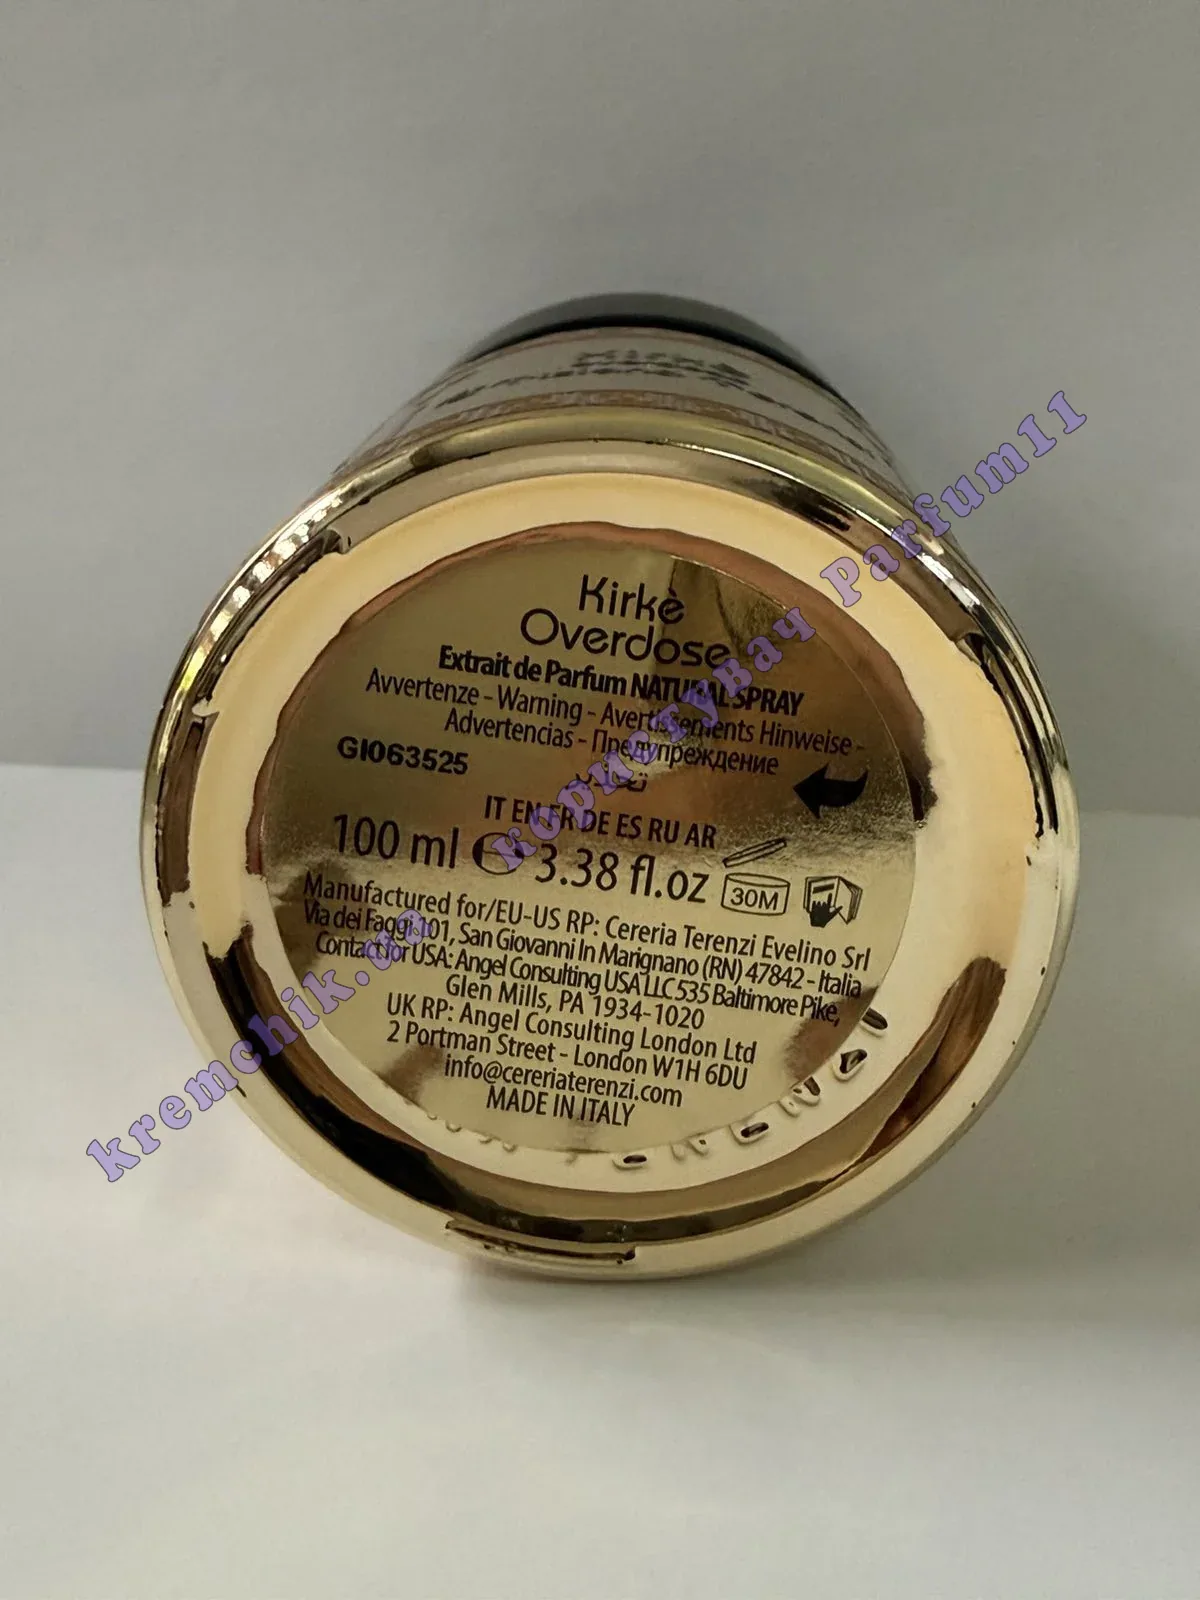 Kirkè
Overdose
Extrait de Parfum NATURAL SPRAY
Avvertenze - Warning - Avertissements Hinweise -
Advertencias - Предупреждение
GI063525
IT EN FR DE ES RU AR
100 ml ℮ 3.38 fl.oz
30M
Manufactured for/EU-US RP: Cereria Terenzi Evelino Srl
Via dei Faggi 101, San Giovanni In Marignano (RN) 47842 - Italia
Contact for USA: Angel Consulting USA LLC 535 Baltimore Pike,
Glen Mills, PA 1934-1020
UK RP: Angel Consulting London Ltd
2 Portman Street - London W1H 6DU
info@cereriaterenzi.com
MADE IN ITALY
kremchik.ua користувач Parfum11